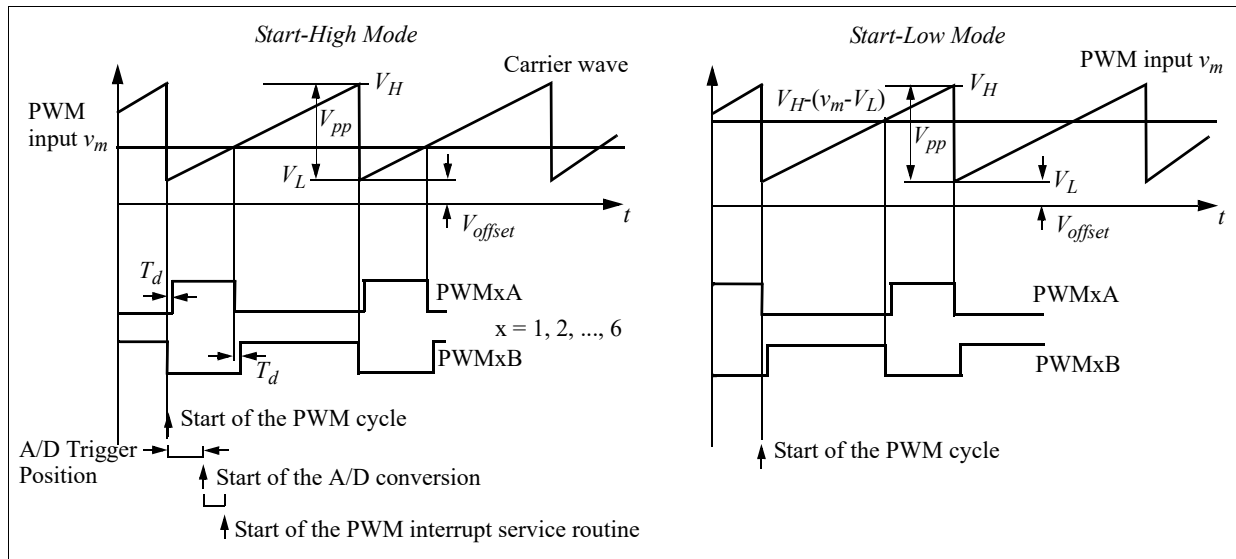 Start-High Mode
Carrier wave
V_H
PWM
input v_m
V_pp
V_L
t
V_offset
T_d
PWMxA
x = 1, 2, ..., 6
PWMxB
T_d
Start of the PWM cycle
A/D Trigger
Position
Start of the A/D conversion
Start of the PWM interrupt service routine
Start-Low Mode
PWM input v_m
V_H
V_H-(v_m-V_L)
V_pp
V_L
t
V_offset
PWMxA
PWMxB
Start of the PWM cycle